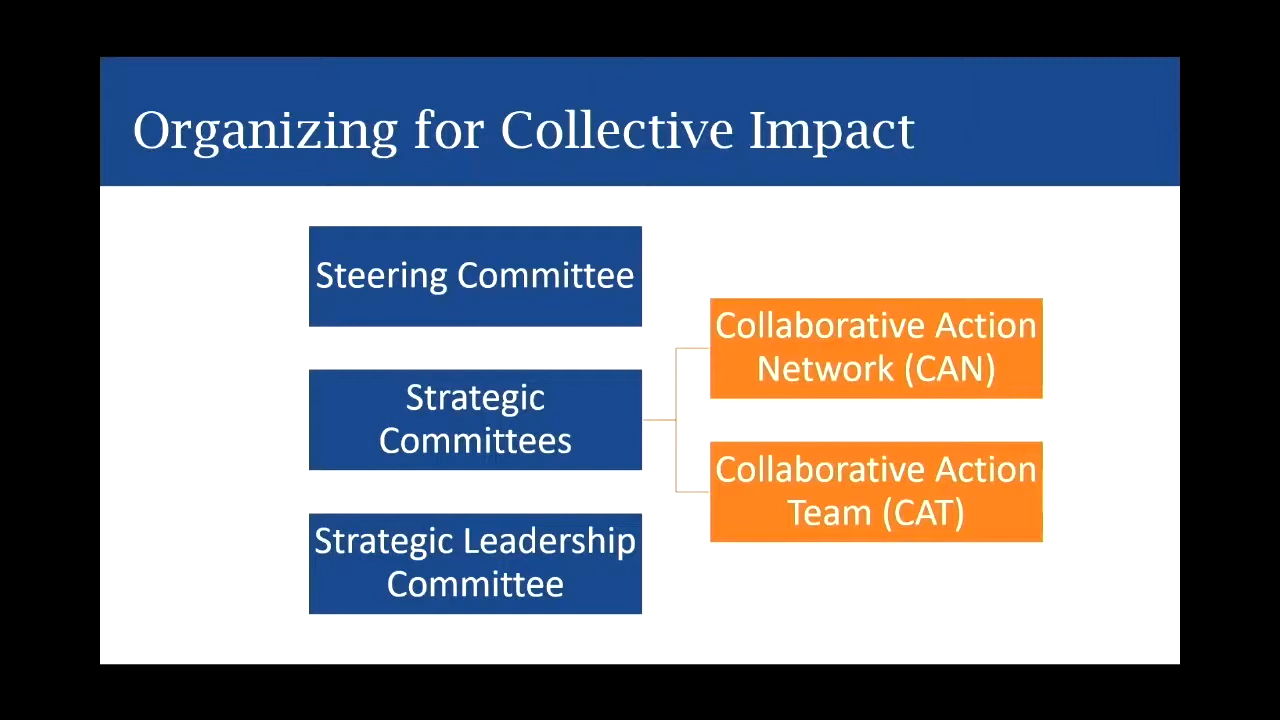 Organizing for Collective Impact
Steering Committee
Strategic
Committees
Strategic Leadership
Committee
Collaborative Action
Network (CAN)
Collaborative Action
Team (CAT)